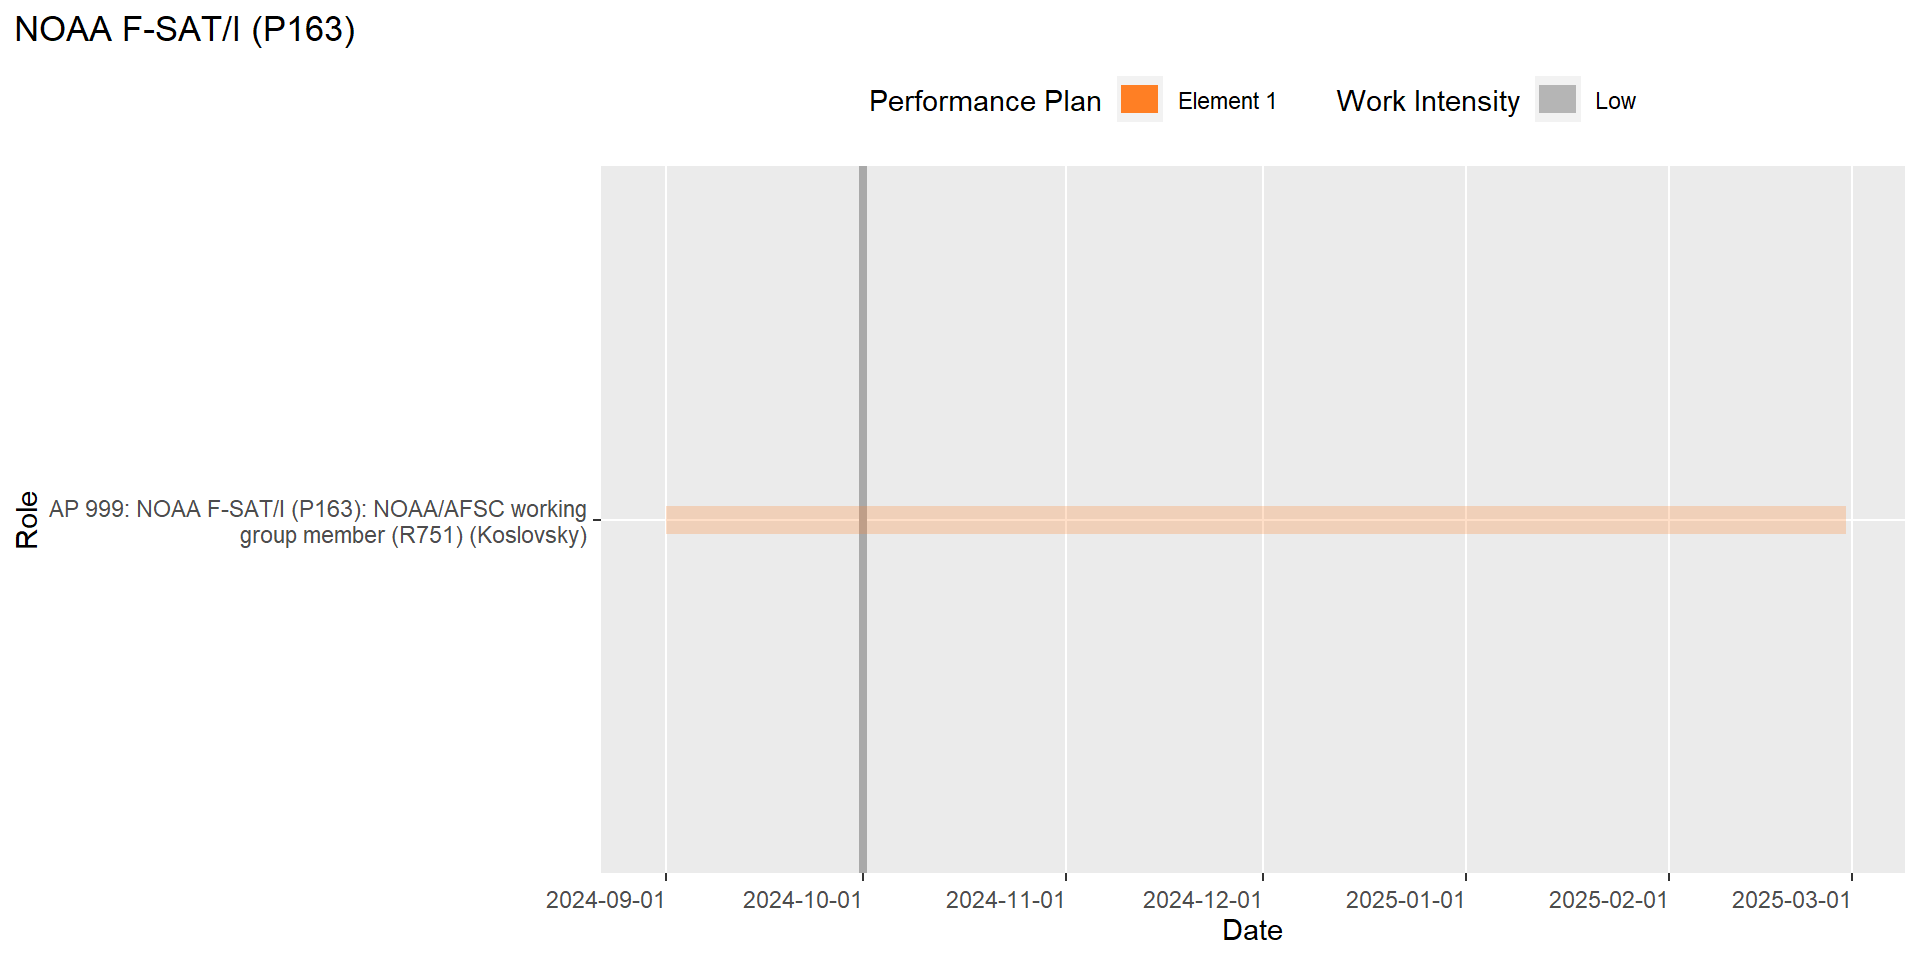 NOAA F-SAT/I (P163)
Performance Plan Element 1 Work Intensity Low
Role
AP 999: NOAA F-SAT/I (P163): NOAA/AFSC working
group member (R751) (Koslovsky)
2024-09-01 2024-10-01 2024-11-01 2024-12-01 2025-01-01 2025-02-01 2025-03-01
Date